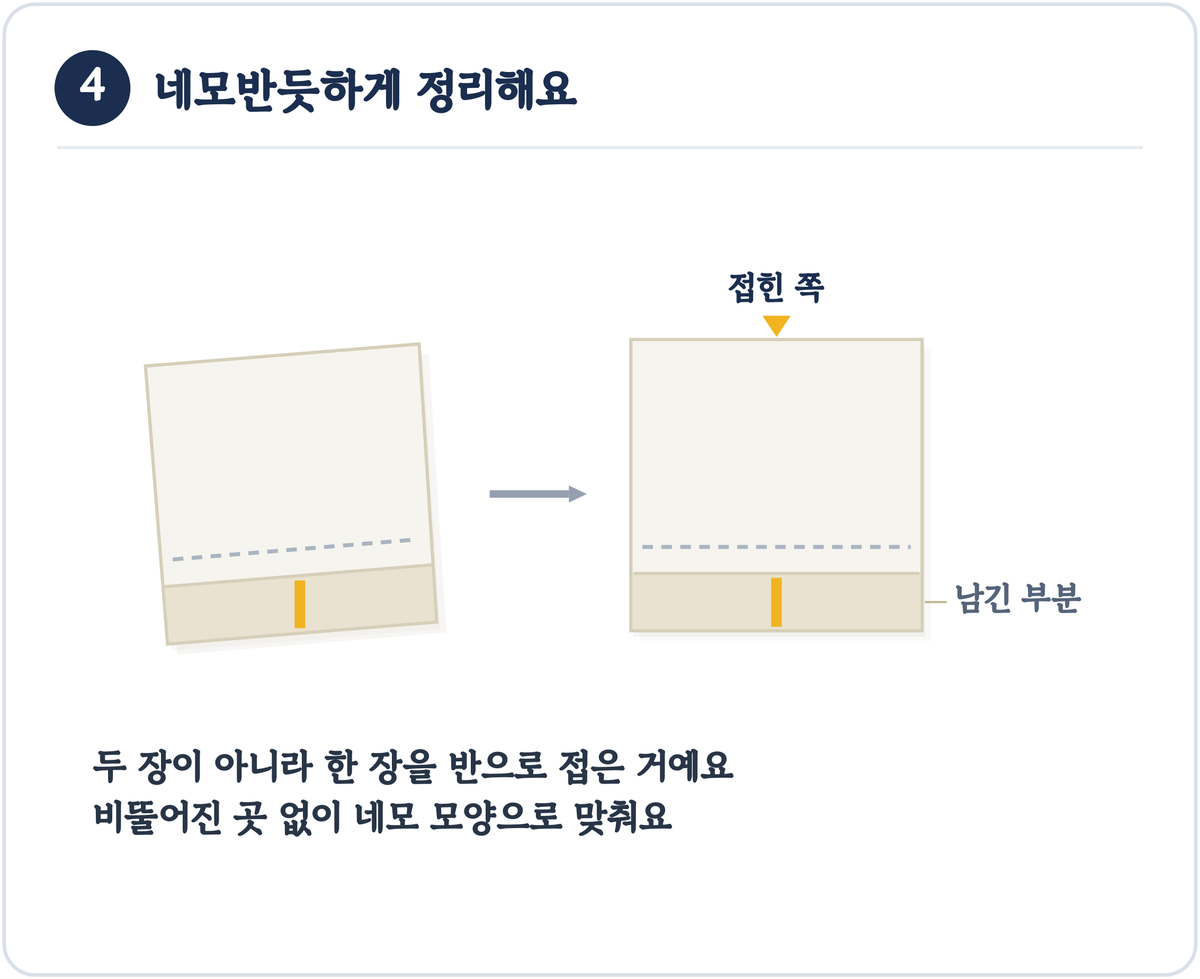 4 네모반듯하게 정리해요
접힌 쪽
남긴 부분
두 장이 아니라 한 장을 반으로 접은 거예요
비뚤어진 곳 없이 네모 모양으로 맞춰요